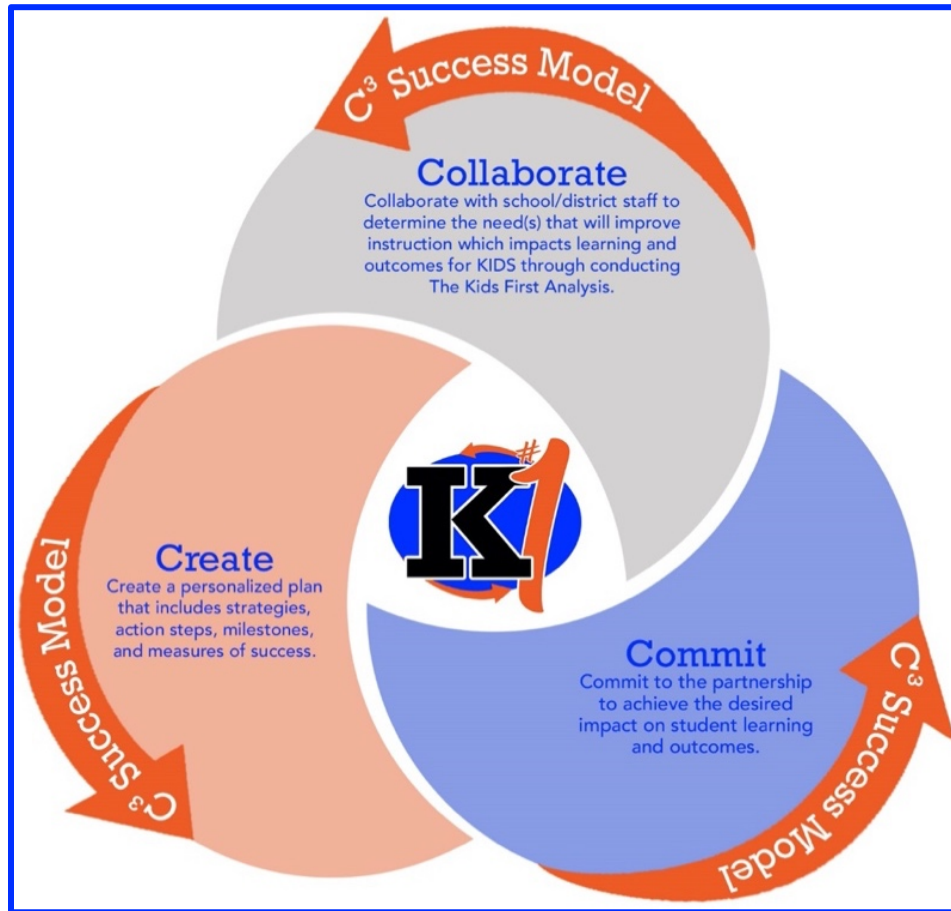 C³ Success Model
Collaborate
Collaborate with school/district staff to
determine the need(s) that will improve
instruction which impacts learning and
outcomes for KIDS through conducting
The Kids First Analysis.
C³ Success Model
Create
Create a personalized plan
that includes strategies,
action steps, milestones,
and measures of success.
K#1
Commit
Commit to the partnership
to achieve the desired
impact on student learning
and outcomes.
C³ Success Model